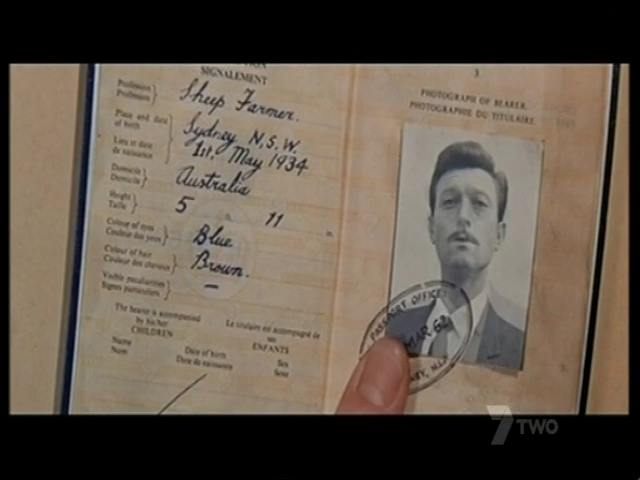 SIGNALEMENT
Profession
Profession
Sheep Farmer.
Place and date
of birth
Lieu et date
de naissance
Sydney N.S.W.
1st. May 1934
Domicile
Domicile
Australia
Height
Taille
5 11 in.
Colour of eyes
Couleur des yeux
Blue
Colour of hair
Couleur des cheveux
Brown.
Visible peculiarities
Signes particuliers
—
The bearer is accompanied
by his/her
CHILDREN
Name
Nom
Date of birth
Date de naissance
Le titulaire est accompagné de
ses
ENFANTS
Sex
Sexe
3
PHOTOGRAPH OF BEARER
PHOTOGRAPHIE DU TITULAIRE
PASSPORT OFFICE
MAR 62
7TWO